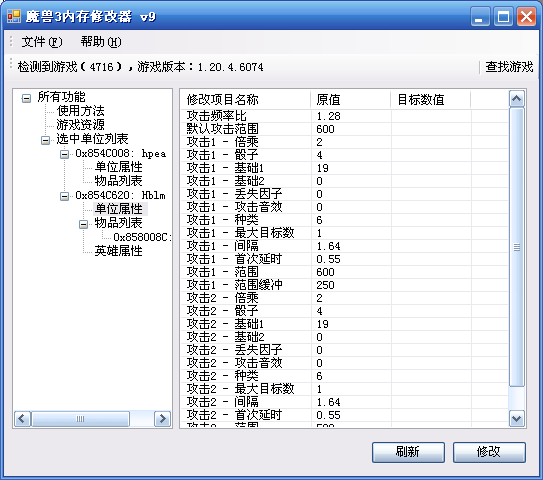 魔兽3内存修改器 v9
文件(F) 帮助(H)
检测到游戏(4716),游戏版本:1.20.4.6074 查找游戏
所有功能
使用方法
游戏资源
选中单位列表
0x854C008: hpea
单位属性
物品列表
0x854C620: Hblm
单位属性
物品列表
0x858008C:
英雄属性
修改项目名称 原值 目标数值
攻击频率比 1.28
默认攻击范围 600
攻击1 - 倍乘 2
攻击1 - 骰子 4
攻击1 - 基础1 19
攻击1 - 基础2 0
攻击1 - 丢失因子 0
攻击1 - 攻击音效 0
攻击1 - 种类 6
攻击1 - 最大目标数 1
攻击1 - 间隔 1.64
攻击1 - 首次延时 0.55
攻击1 - 范围 600
攻击1 - 范围缓冲 250
攻击2 - 倍乘 2
攻击2 - 骰子 4
攻击2 - 基础1 19
攻击2 - 基础2 0
攻击2 - 丢失因子 0
攻击2 - 攻击音效 0
攻击2 - 种类 6
攻击2 - 最大目标数 1
攻击2 - 间隔 1.64
攻击2 - 首次延时 0.55
攻击2 - 范围
刷新 修改